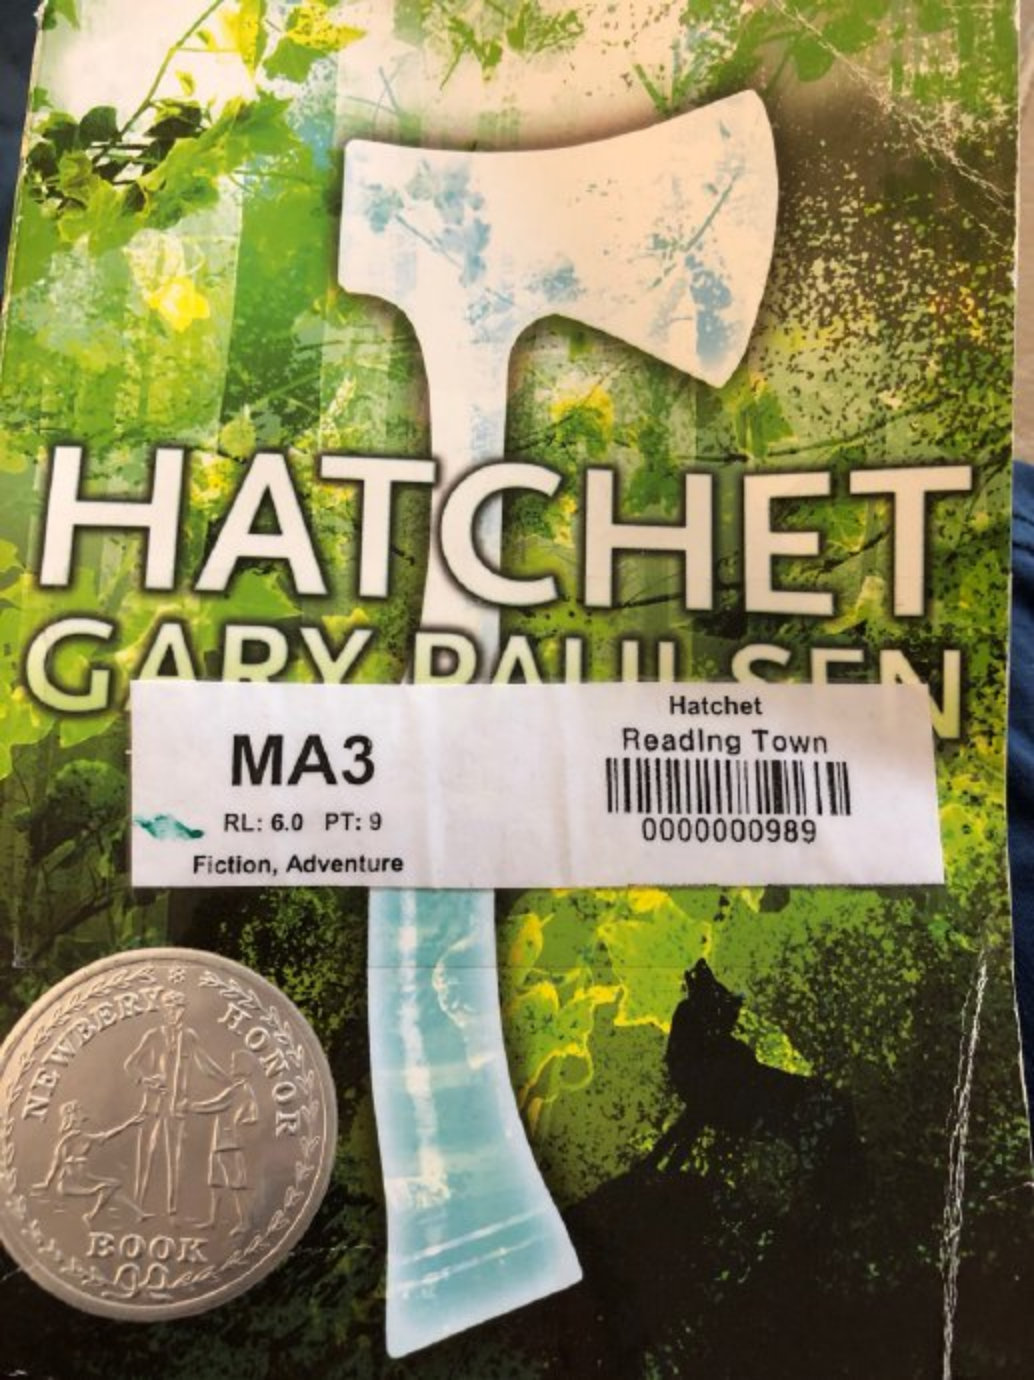 HATCHET
GARY PAULSEN
MA3
RL: 6.0 PT: 9
Fiction, Adventure
Hatchet
Reading Town
0000000989
NEWBERY HONOR
BOOK